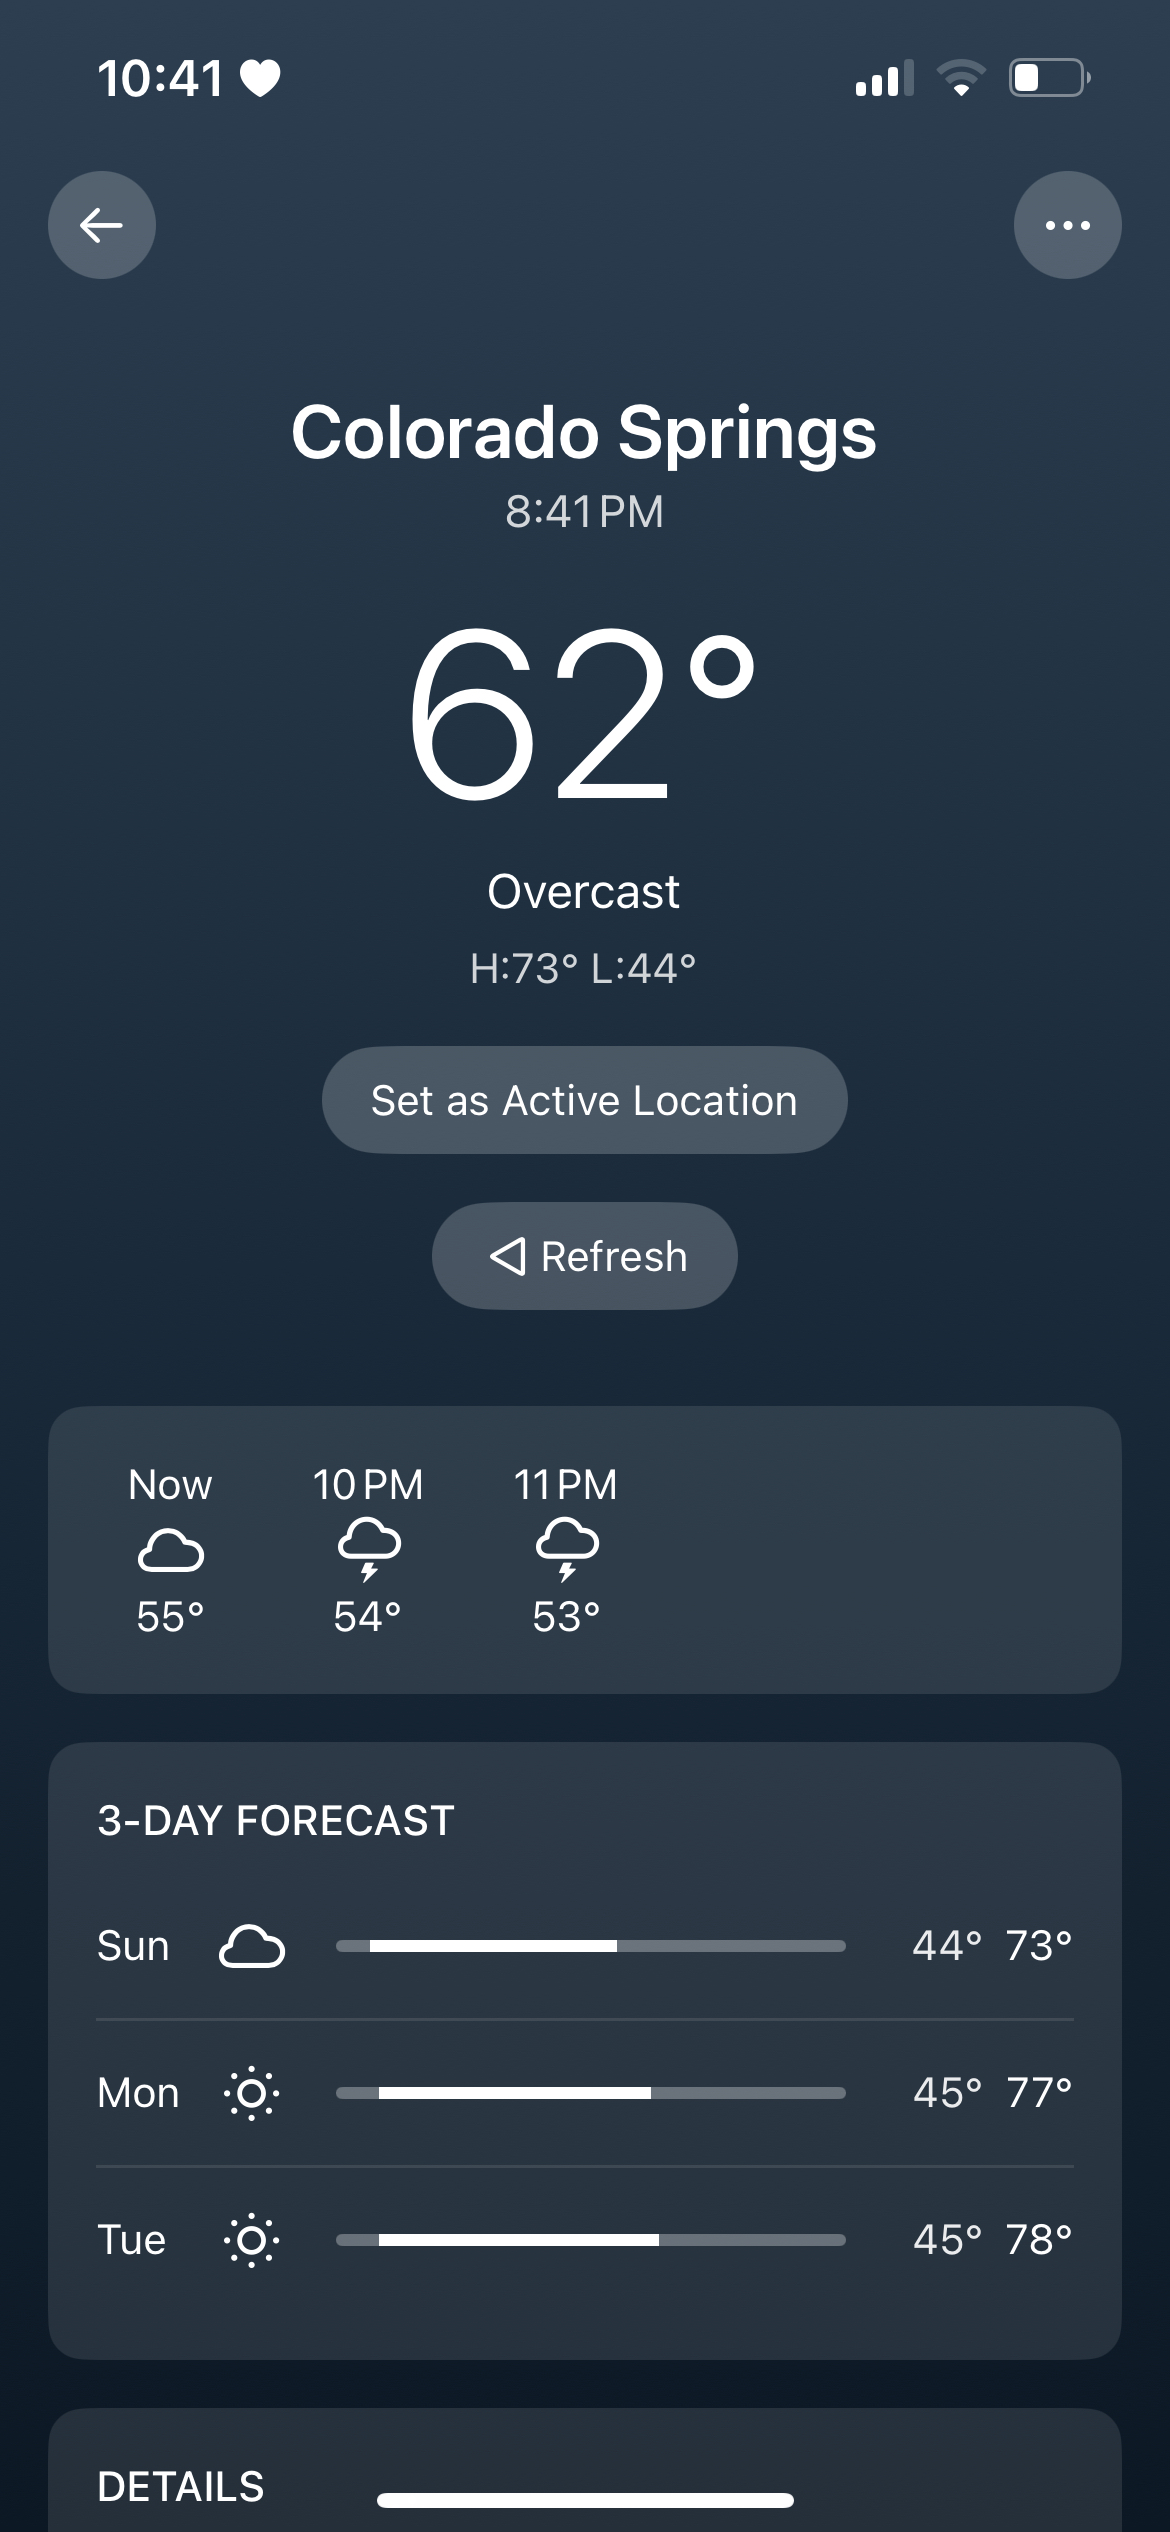 10:41
Colorado Springs
8:41 PM
62°
Overcast
H:73° L:44°
Set as Active Location
Refresh
Now 10 PM 11 PM
55° 54° 53°
3-DAY FORECAST
Sun 44° 73°
Mon 45° 77°
Tue 45° 78°
DETAILS